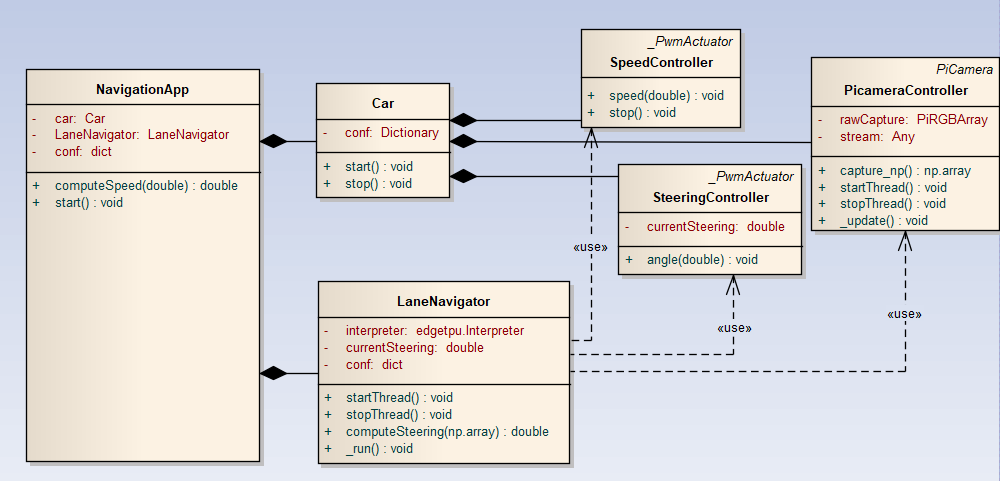 NavigationApp
- car: Car
- LaneNavigator: LaneNavigator
- conf: dict
+ computeSpeed(double) : double
+ start() : void
Car
- conf: Dictionary
+ start() : void
+ stop() : void
_PwmActuator
SpeedController
+ speed(double) : void
+ stop() : void
PiCamera
PicameraController
- rawCapture: PiRGBArray
- stream: Any
+ capture_np() : np.array
+ startThread() : void
+ stopThread() : void
+ _update() : void
_PwmActuator
SteeringController
- currentSteering: double
+ angle(double) : void
«use»
«use»
«use»
LaneNavigator
- interpreter: edgetpu.Interpreter
- currentSteering: double
- conf: dict
+ startThread() : void
+ stopThread() : void
+ computeSteering(np.array) : double
+ _run() : void